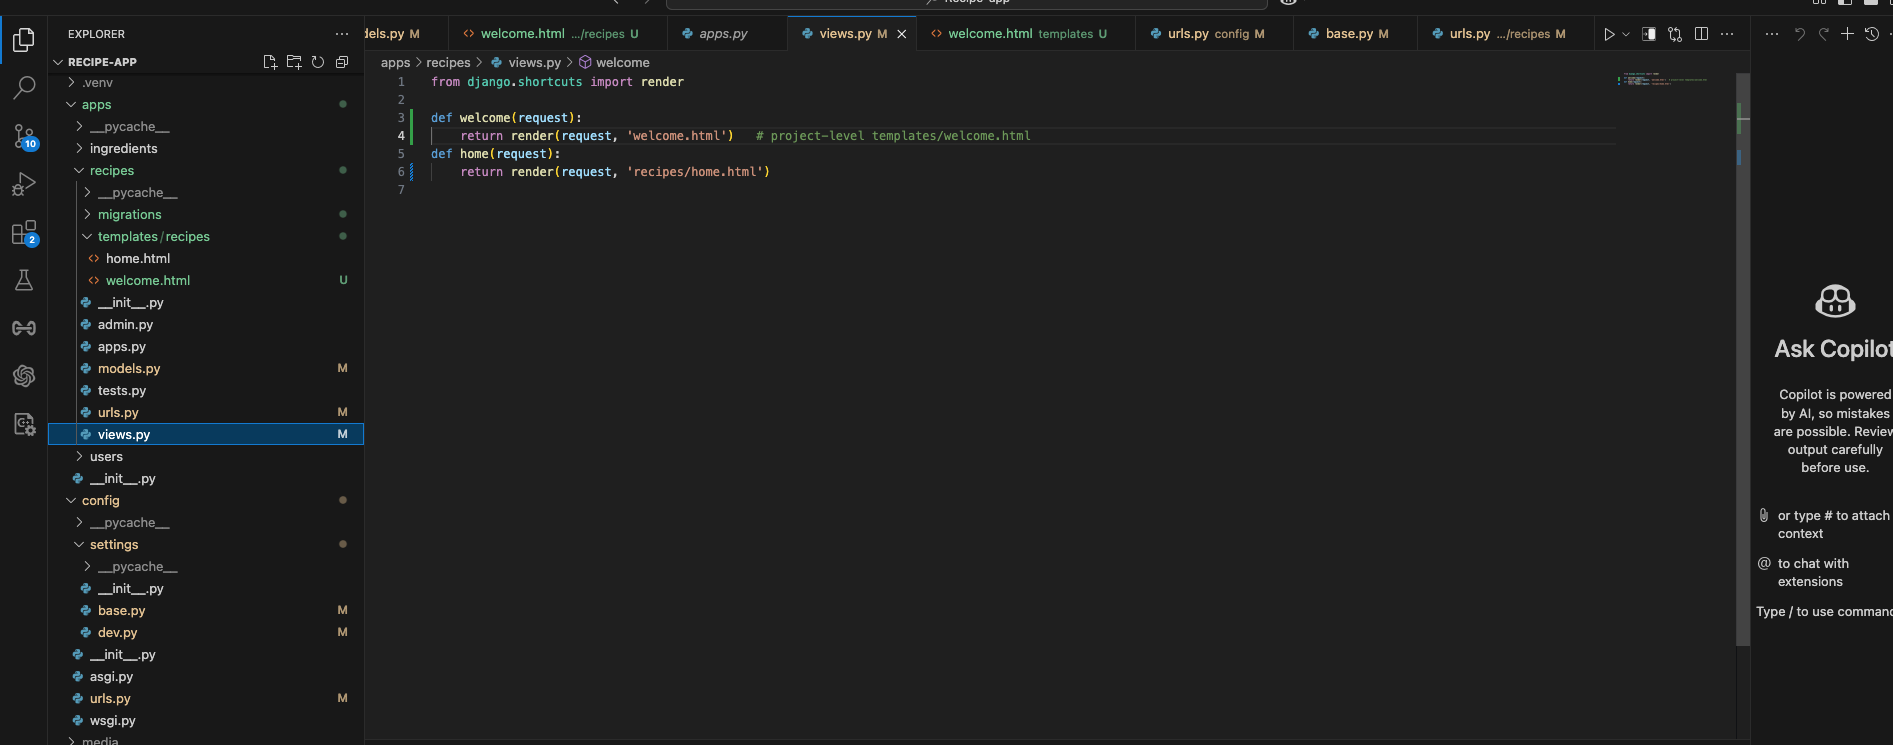 Recipe-app
EXPLORER
RECIPE-APP
.venv
apps
__pycache__
ingredients
recipes
__pycache__
migrations
templates/recipes
home.html
welcome.html U
__init__.py
admin.py
apps.py
models.py M
tests.py
urls.py M
views.py M
users
__init__.py
config
__pycache__
settings
__pycache__
__init__.py
base.py M
dev.py M
__init__.py
asgi.py
urls.py M
wsgi.py
media
10
2
dels.py M
welcome.html .../recipes U
apps.py
views.py M
welcome.html templates U
urls.py config M
base.py M
urls.py .../recipes M
apps > recipes > views.py > welcome
1 from django.shortcuts import render
2
3 def welcome(request):
4     return render(request, 'welcome.html')   # project-level templates/welcome.html
5 def home(request):
6     return render(request, 'recipes/home.html')
7
Ask Copilot
Copilot is powered
by AI, so mistakes
are possible. Review
output carefully
before use.
or type # to attach
context
@ to chat with
extensions
Type / to use command